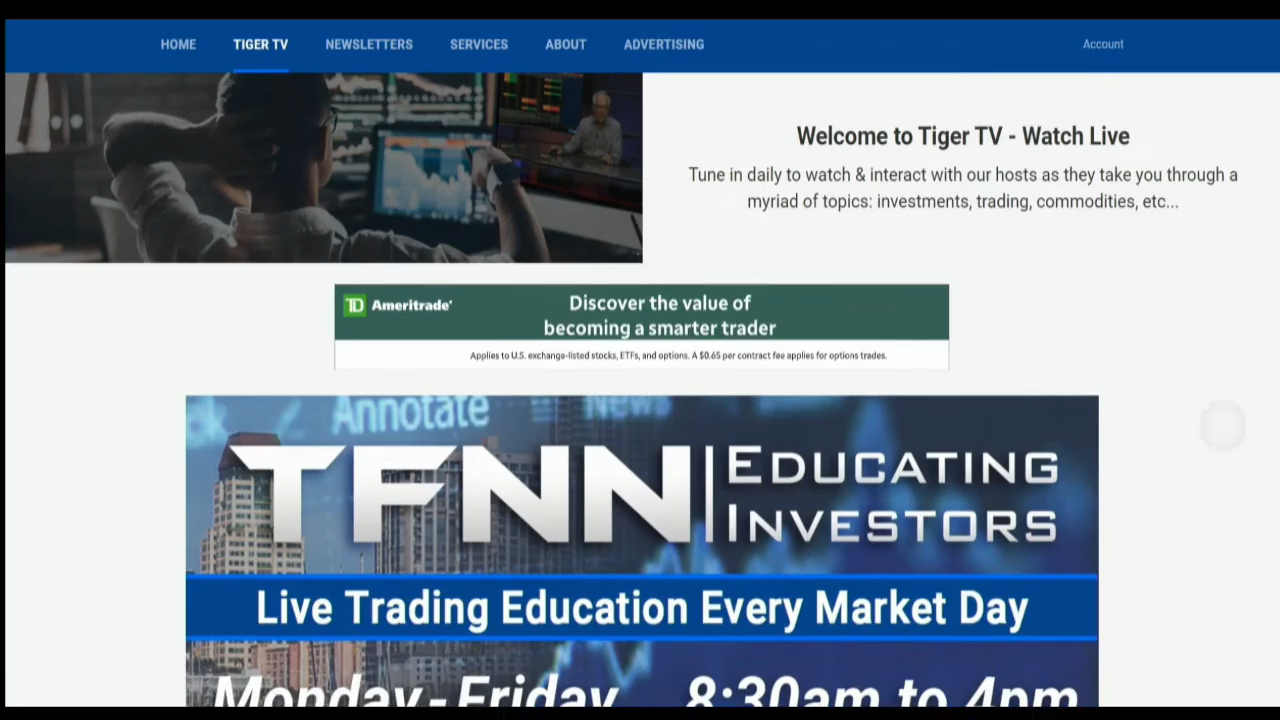 HOME TIGER TV NEWSLETTERS SERVICES ABOUT ADVERTISING Account
Welcome to Tiger TV - Watch Live
Tune in daily to watch & interact with our hosts as they take you through a
myriad of topics: investments, trading, commodities, etc...
TD Ameritrade
Discover the value of
becoming a smarter trader
Applies to U.S. exchange-listed stocks, ETFs, and options. A $0.65 per contract fee applies for options trades.
Annotate News
TFNN EDUCATING
INVESTORS
Live Trading Education Every Market Day
Monday - Friday 8:30am to 4pm